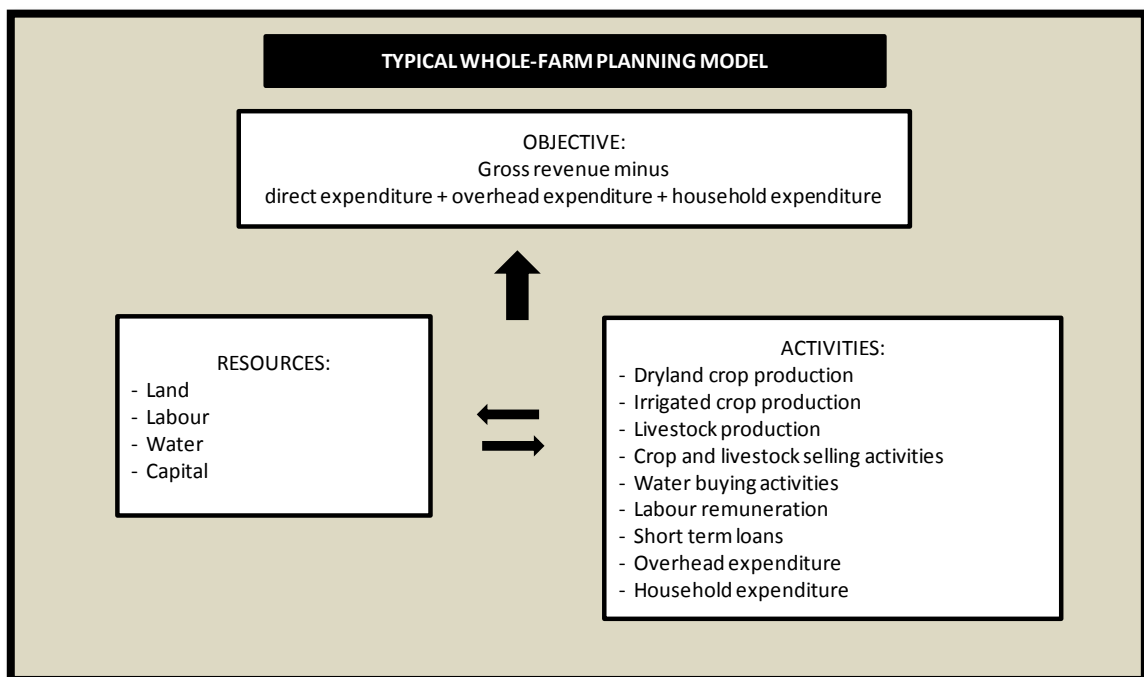 TYPICAL WHOLE-FARM PLANNING MODEL
OBJECTIVE:
Gross revenue minus
direct expenditure + overhead expenditure + household expenditure
RESOURCES:
- Land
- Labour
- Water
- Capital
ACTIVITIES:
- Dryland crop production
- Irrigated crop production
- Livestock production
- Crop and livestock selling activities
- Water buying activities
- Labour remuneration
- Short term loans
- Overhead expenditure
- Household expenditure